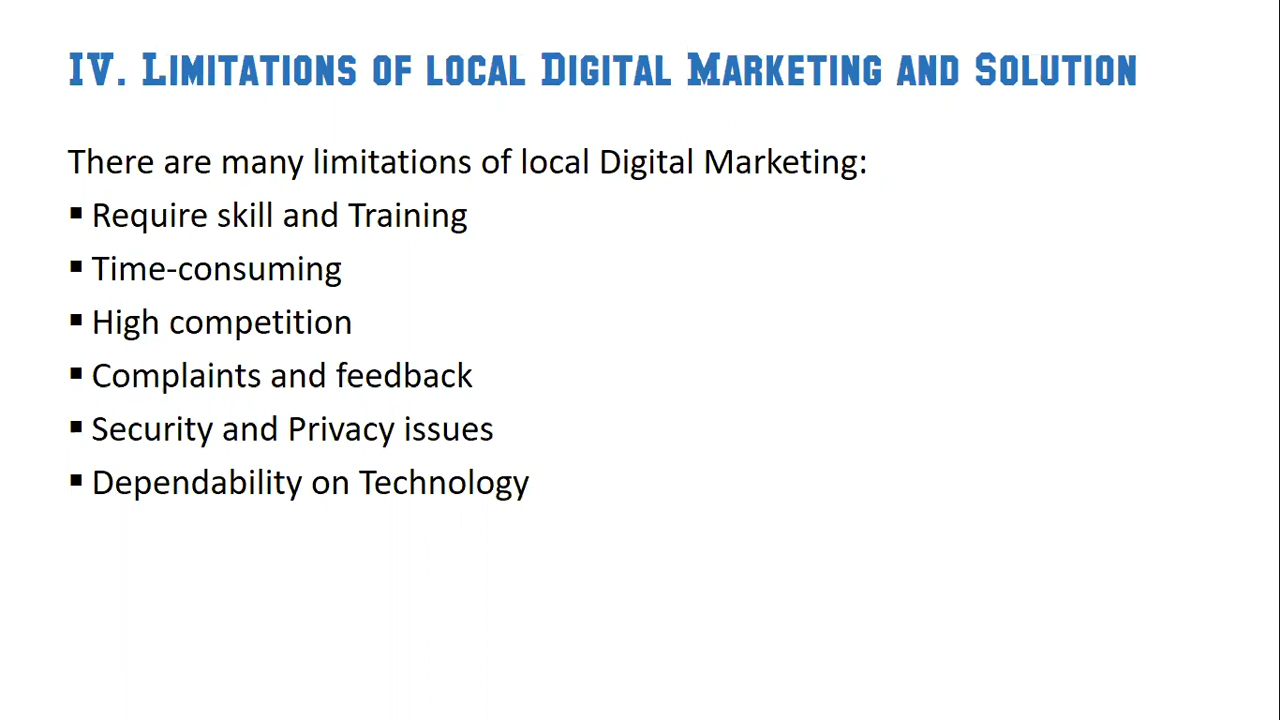 IV. Limitations of local Digital Marketing and Solution
There are many limitations of local Digital Marketing:
▪ Require skill and Training
▪ Time-consuming
▪ High competition
▪ Complaints and feedback
▪ Security and Privacy issues
▪ Dependability on Technology